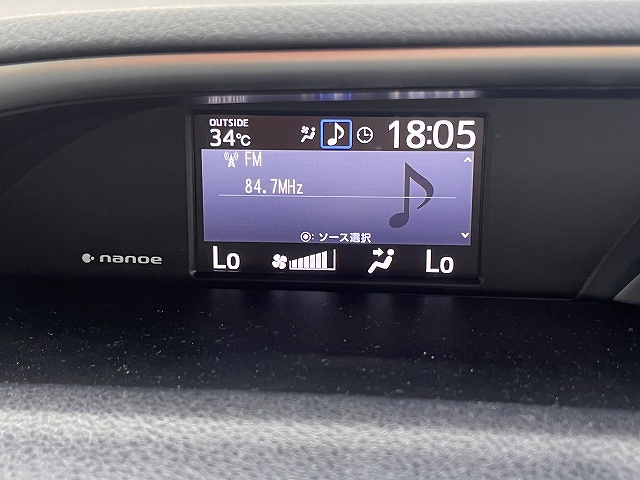 OUTSIDE
34℃
18:05
FM
84.7MHz
◉: ソース選択
Lo
Lo
nanoe